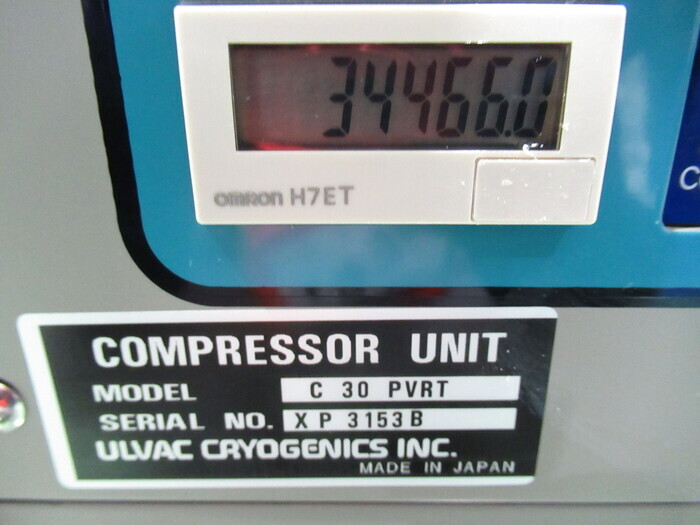 34466.0
OMRON H7ET
C
COMPRESSOR UNIT
MODEL C 30 PVRT
SERIAL NO. XP 3153B
ULVAC CRYOGENICS INC.
MADE IN JAPAN